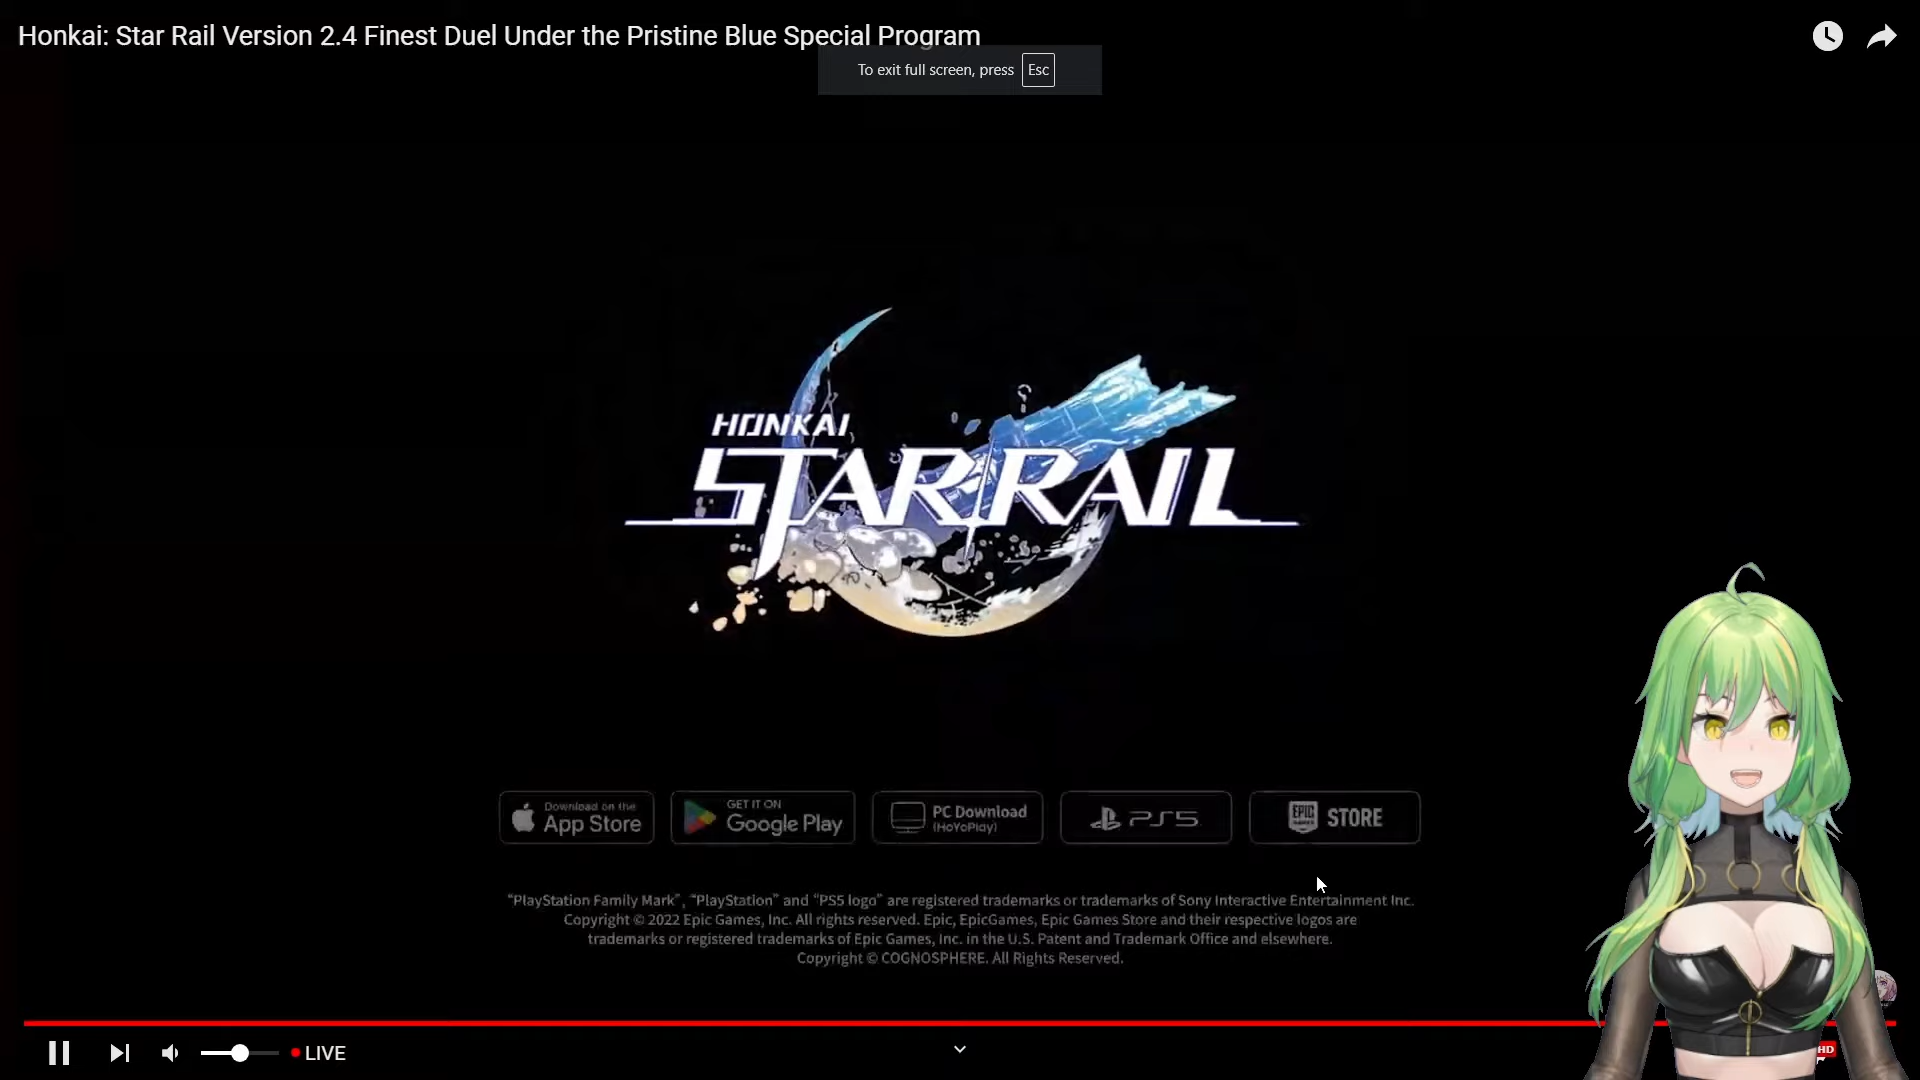 Honkai: Star Rail Version 2.4 Finest Duel Under the Pristine Blue Special Program
To exit full screen, press Esc
HONKAI
STAR RAIL
Download on the
App Store
GET IT ON
Google Play
PC Download
(HoYoPlay)
PS5
EPIC
GAMES
STORE
"PlayStation Family Mark", "PlayStation" and "PS5 logo" are registered trademarks or trademarks of Sony Interactive Entertainment Inc.
Copyright © 2022 Epic Games, Inc. All rights reserved. Epic, EpicGames, Epic Games Store and their respective logos are
trademarks or registered trademarks of Epic Games, Inc. in the U.S. Patent and Trademark Office and elsewhere.
Copyright © COGNOSPHERE. All Rights Reserved.
LIVE
HD